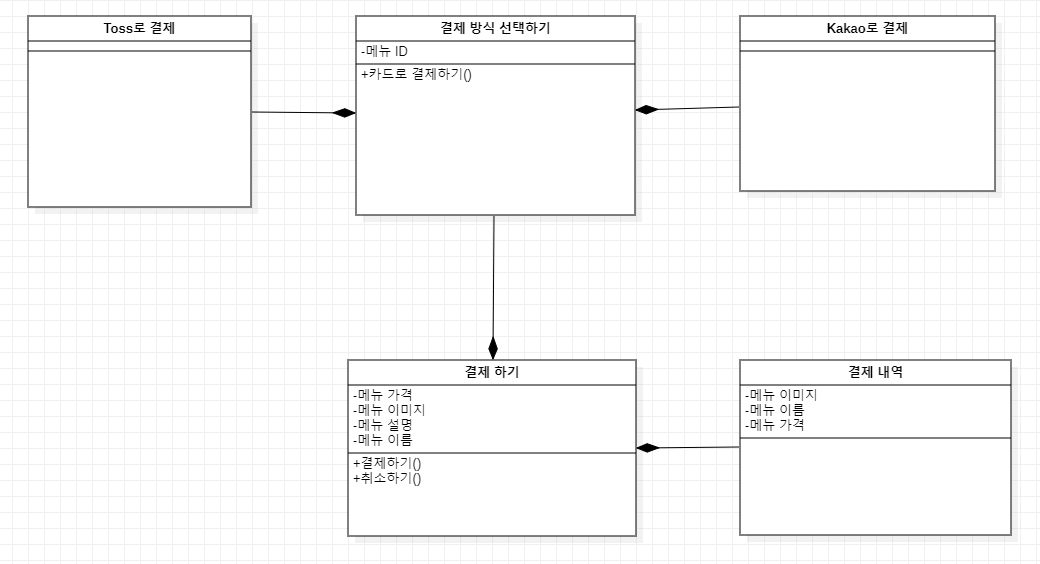 Toss로 결제
결제 방식 선택하기
-메뉴 ID
+카드로 결제하기()
Kakao로 결제
결제 하기
-메뉴 가격
-메뉴 이미지
-메뉴 설명
-메뉴 이름
+결제하기()
+취소하기()
결제 내역
-메뉴 이미지
-메뉴 이름
-메뉴 가격